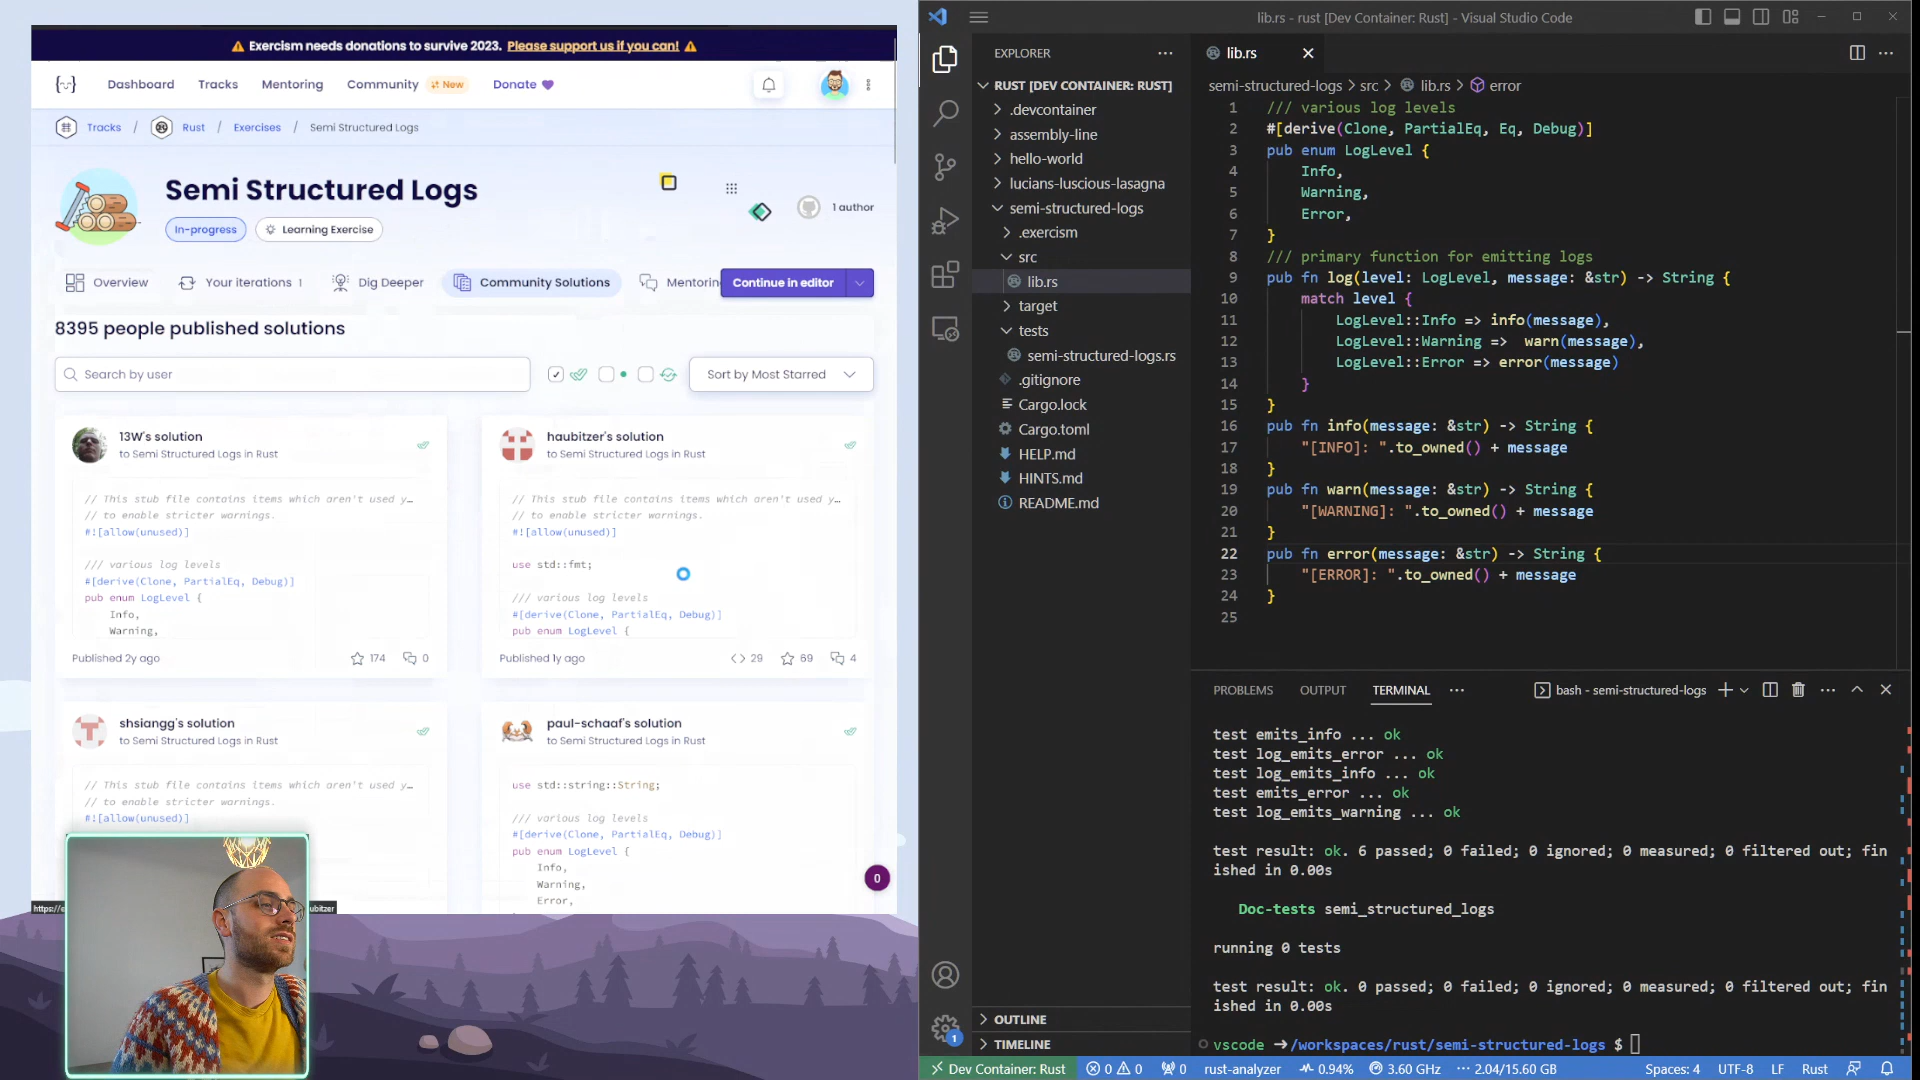 Exercism needs donations to survive 2023. Please support us if you can!
Dashboard Tracks Mentoring Community New Donate
Tracks / Rust / Exercises / Semi Structured Logs
Semi Structured Logs
1 author
In-progress Learning Exercise
Overview Your iterations 1 Dig Deeper Community Solutions Mentorin Continue in editor
8395 people published solutions
Search by user
Sort by Most Starred
13W's solution
to Semi Structured Logs in Rust
// This stub file contains items which aren't used y…
// to enable stricter warnings.
#![allow(unused)]
/// various log levels
#[derive(Clone, PartialEq, Debug)]
pub enum LogLevel {
Info,
Warning,
Published 2y ago 174 0
haubitzer's solution
to Semi Structured Logs in Rust
// This stub file contains items which aren't used y…
// to enable stricter warnings.
#![allow(unused)]
use std::fmt;
/// various log levels
#[derive(Clone, PartialEq, Debug)]
pub enum LogLevel {
Published 1y ago 29 69 4
shsiangg's solution
to Semi Structured Logs in Rust
// This stub file contains items which aren't used y…
// to enable stricter warnings.
#![allow(unused)]
paul-schaaf's solution
to Semi Structured Logs in Rust
use std::string::String;
/// various log levels
#[derive(Clone, PartialEq, Debug)]
pub enum LogLevel {
Info,
Warning,
Error,
0
https://e
ubitzer
lib.rs - rust [Dev Container: Rust] - Visual Studio Code
EXPLORER
RUST [DEV CONTAINER: RUST]
.devcontainer
assembly-line
hello-world
lucians-luscious-lasagna
semi-structured-logs
.exercism
src
lib.rs
target
tests
semi-structured-logs.rs
.gitignore
Cargo.lock
Cargo.toml
HELP.md
HINTS.md
README.md
OUTLINE
TIMELINE
1
lib.rs
semi-structured-logs > src > lib.rs > error
1 /// various log levels
2 #[derive(Clone, PartialEq, Eq, Debug)]
3 pub enum LogLevel {
4 Info,
5 Warning,
6 Error,
7 }
8 /// primary function for emitting logs
9 pub fn log(level: LogLevel, message: &str) -> String {
10 match level {
11 LogLevel::Info => info(message),
12 LogLevel::Warning =>  warn(message),
13 LogLevel::Error => error(message)
14 }
15 }
16 pub fn info(message: &str) -> String {
17 "[INFO]: ".to_owned() + message
18 }
19 pub fn warn(message: &str) -> String {
20 "[WARNING]: ".to_owned() + message
21 }
22 pub fn error(message: &str) -> String {
23 "[ERROR]: ".to_owned() + message
24 }
25
PROBLEMS OUTPUT TERMINAL bash - semi-structured-logs
test emits_info ... ok
test log_emits_error ... ok
test log_emits_info ... ok
test emits_error ... ok
test log_emits_warning ... ok
test result: ok. 6 passed; 0 failed; 0 ignored; 0 measured; 0 filtered out; fin
ished in 0.00s
Doc-tests semi_structured_logs
running 0 tests
test result: ok. 0 passed; 0 failed; 0 ignored; 0 measured; 0 filtered out; fin
ished in 0.00s
vscode ➜ /workspaces/rust/semi-structured-logs $
Dev Container: Rust 0 0 0 rust-analyzer 0.94% 3.60 GHz 2.04/15.60 GB Spaces: 4 UTF-8 LF Rust